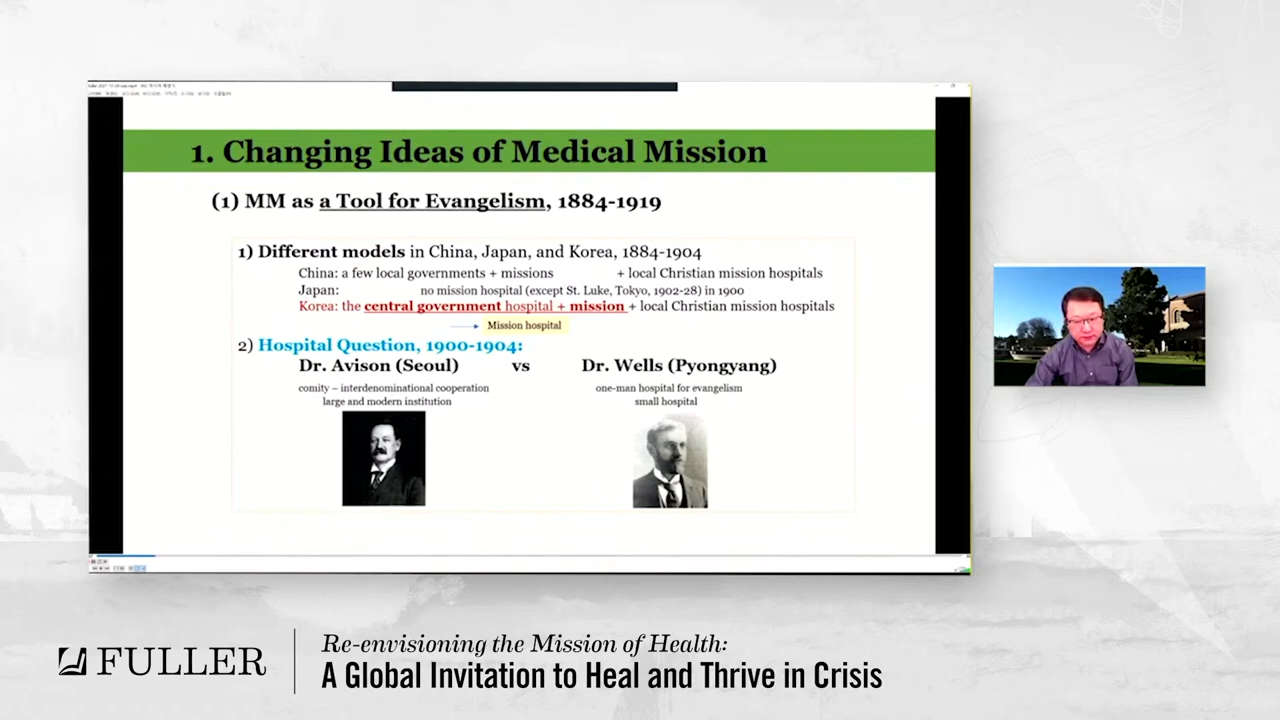 1. Changing Ideas of Medical Mission
(1) MM as a Tool for Evangelism, 1884-1919
1) Different models in China, Japan, and Korea, 1884-1904
China: a few local governments + missions + local Christian mission hospitals
Japan: no mission hospital (except St. Luke, Tokyo, 1902-28) in 1900
Korea: the central government hospital + mission + local Christian mission hospitals
Mission hospital
2) Hospital Question, 1900-1904:
Dr. Avison (Seoul) vs Dr. Wells (Pyongyang)
comity – interdenominational cooperation one-man hospital for evangelism
large and modern institution small hospital
FULLER
Re-envisioning the Mission of Health:
A Global Invitation to Heal and Thrive in Crisis